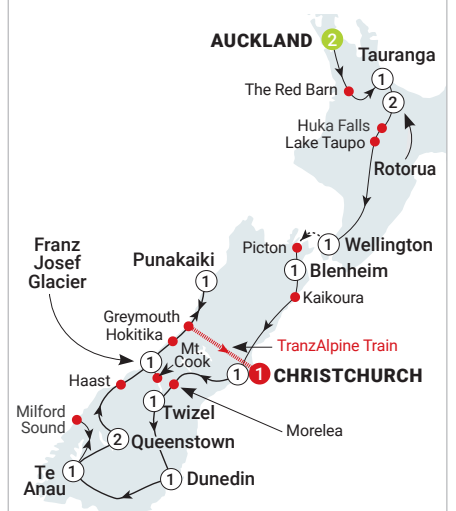 AUCKLAND
2
Tauranga
1
The Red Barn
2
Huka Falls
Lake Taupo
Rotorua
Franz
Josef
Glacier
Punakaiki
1
Picton
1
Wellington
1
Blenheim
Kaikoura
Greymouth
Hokitika
TranzAlpine Train
1
Mt.
Cook
1
1
CHRISTCHURCH
Haast
1
Twizel
Morelea
Milford
Sound
2
Queenstown
Te
Anau
1
1
Dunedin